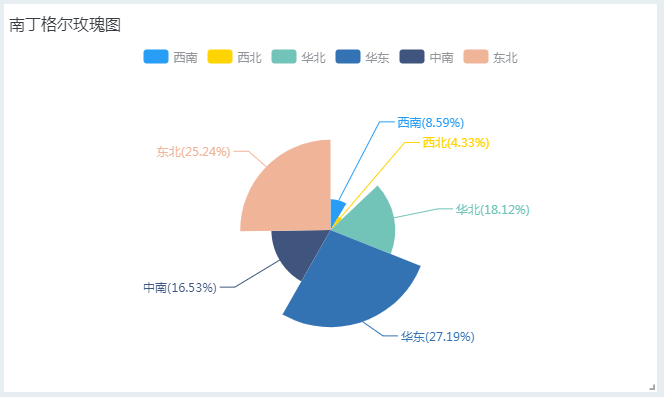 南丁格尔玫瑰图
西南 西北 华北 华东 中南 东北
西南(8.59%)
西北(4.33%)
东北(25.24%)
华北(18.12%)
中南(16.53%)
华东(27.19%)